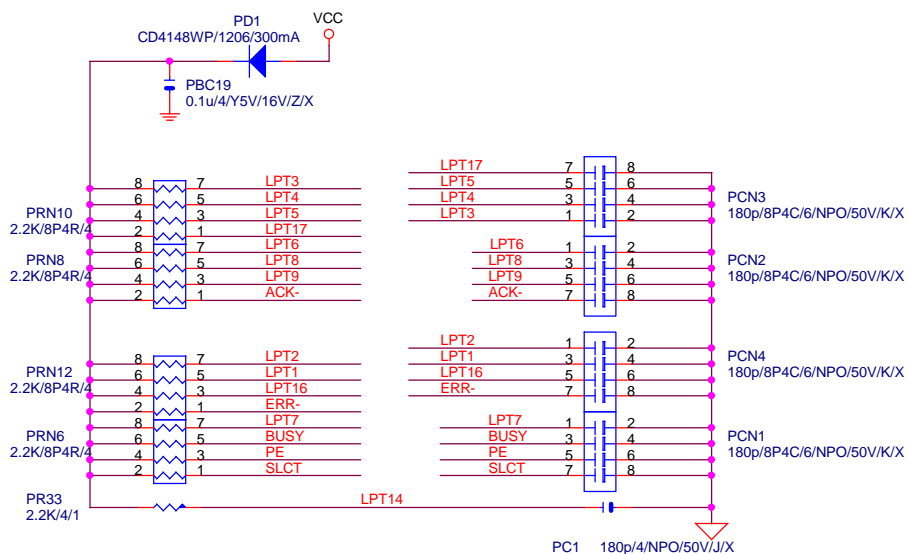 PD1
VCC
CD4148WP/1206/300mA
PBC19
0.1u/4/Y5V/16V/Z/X
LPT17 7 8
8 7 LPT3 LPT5 5 6
PRN10 6 5 LPT4 LPT4 3 4 PCN3
2.2K/8P4R/4 4 3 LPT5 LPT3 1 2 180p/8P4C/6/NPO/50V/K/X
2 1 LPT17
8 7 LPT6 LPT6 1 2
PRN8 6 5 LPT8 LPT8 3 4 PCN2
2.2K/8P4R/4 4 3 LPT9 LPT9 5 6 180p/8P4C/6/NPO/50V/K/X
2 1 ACK- ACK- 7 8
LPT2 1 2
8 7 LPT2 LPT1 3 4 PCN4
PRN12 6 5 LPT1 LPT16 5 6 180p/8P4C/6/NPO/50V/K/X
2.2K/8P4R/4 4 3 LPT16 ERR- 7 8
2 1 ERR-
8 7 LPT7 LPT7 1 2
PRN6 6 5 BUSY BUSY 3 4 PCN1
2.2K/8P4R/4 4 3 PE PE 5 6 180p/8P4C/6/NPO/50V/K/X
2 1 SLCT SLCT 7 8
PR33 LPT14
2.2K/4/1
PC1 180p/4/NPO/50V/J/X